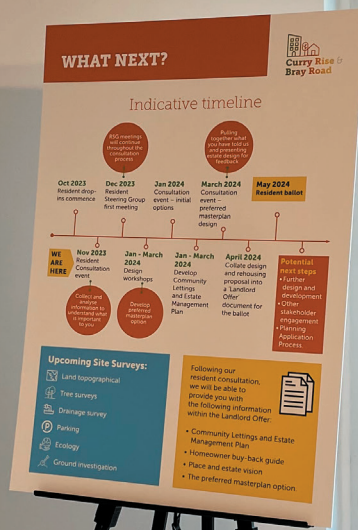 WHAT NEXT?
Curry Rise &
Bray Road
Indicative timeline
RSG meetings
will continue
throughout the
consultation
process
Pulling
together what
you have told us
and presenting
estate design for
feedback
Oct 2023
Resident drop-
ins commence
Dec 2023
Resident
Steering Group
first meeting
Jan 2024
Consultation
event – initial
options
March 2024
Consultation
event –
preferred
masterplan
design
May 2024
Resident ballot
WE
ARE
HERE
Nov 2023
Resident
Consultation
event
Collect and
analyse
information to
understand what
is important
to you
Jan - March
2024
Design
workshops
Develop
preferred
masterplan
option
Jan - March
2024
Develop
Community
Lettings
and Estate
Management
Plan
April 2024
Collate design
and rehousing
proposal into
a 'Landlord
Offer'
document for
the ballot
Potential
next steps
• Further
design and
development
• Other
stakeholder
engagement
• Planning
Application
Process.
Upcoming Site Surveys:
Land topographical
Tree surveys
Drainage survey
P Parking
Ecology
Ground investigation
Following our
resident consultation,
we will be able to
provide you with
the following information
within the Landlord Offer:
• Community Lettings and Estate
Management Plan
• Homeowner buy-back guide
• Place and estate vision
• The preferred masterplan option